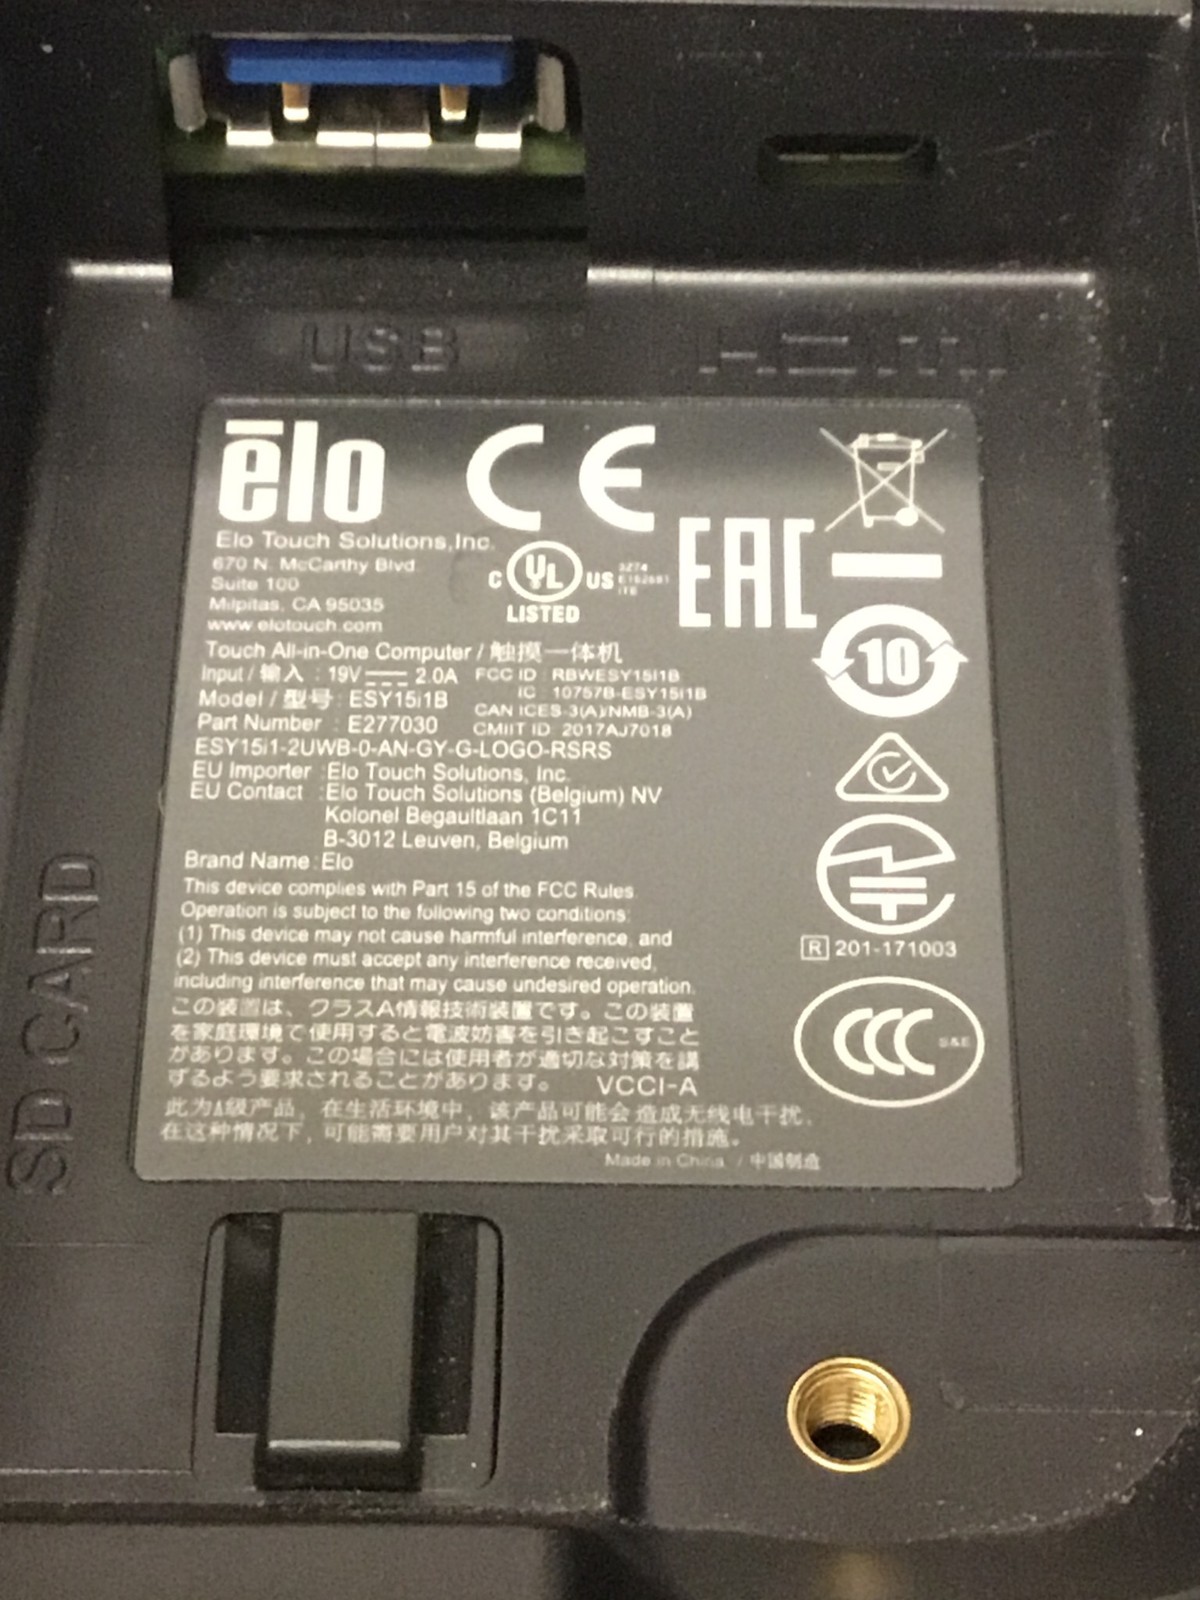 USB
HDMI
ēlo
CE
Elo Touch Solutions,Inc.
670 N. McCarthy Blvd.
Suite 100
Milpitas, CA 95035
www.elotouch.com
C UL US
LISTED
EAC
Touch All-in-One Computer / 触摸一体机
Input / 输入 : 19V 2.0A
Model / 型号 : ESY15i1B
Part Number : E277030
FCC ID : RBWESY15I1B
IC : 10757B-ESY15I1B
CAN ICES-3(A)/NMB-3(A)
CMIIT ID: 2017AJ7018
ESY15i1-2UWB-0-AN-GY-G-LOGO-RSRS
EU Importer : Elo Touch Solutions, Inc.
EU Contact : Elo Touch Solutions (Belgium) NV
Kolonel Begaultlaan 1C11
B-3012 Leuven, Belgium
Brand Name : Elo
This device complies with Part 15 of the FCC Rules.
Operation is subject to the following two conditions:
(1) This device may not cause harmful interference, and
(2) This device must accept any interference received,
including interference that may cause undesired operation.
この装置は、クラスA情報技術装置です。この装置
を家庭環境で使用すると電波妨害を引き起こすこと
があります。この場合には使用者が適切な対策を講
ずるよう要求されることがあります。 VCCI-A
此为A级产品，在生活环境中，该产品可能会造成无线电干扰，
在这种情况下，可能需要用户对其干扰采取可行的措施。
Made in China / 中国制造
10
R 201-171003
CCC S&E
SD CARD